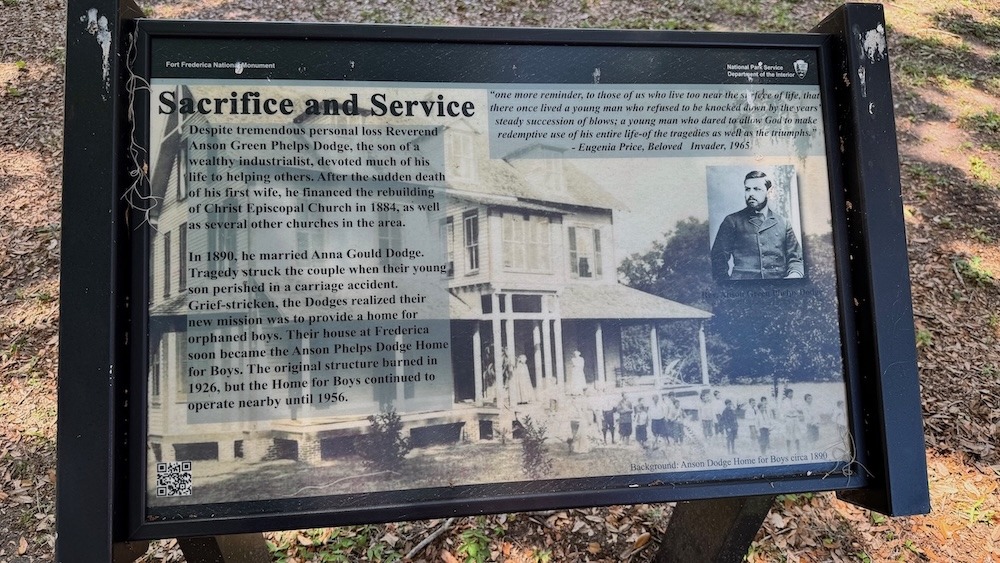 Fort Frederica National Monument
National Park Service
Department of the Interior
Sacrifice and Service
"one more reminder, to those of us who live too near the surface of life, that
there once lived a young man who refused to be knocked down by the years'
steady succession of blows; a young man who dared to allow God to make
redemptive use of his entire life-of the tragedies as well as the triumphs."
- Eugenia Price, Beloved Invader, 1965
Despite tremendous personal loss Reverend
Anson Green Phelps Dodge, the son of a
wealthy industrialist, devoted much of his
life to helping others. After the sudden death
of his first wife, he financed the rebuilding
of Christ Episcopal Church in 1884, as well
as several other churches in the area.
In 1890, he married Anna Gould Dodge.
Tragedy struck the couple when their young
son perished in a carriage accident.
Grief-stricken, the Dodges realized their
new mission was to provide a home for
orphaned boys. Their house at Frederica
soon became the Anson Phelps Dodge Home
for Boys. The original structure burned in
1926, but the Home for Boys continued to
operate nearby until 1956.
Background: Anson Dodge Home for Boys circa 1890